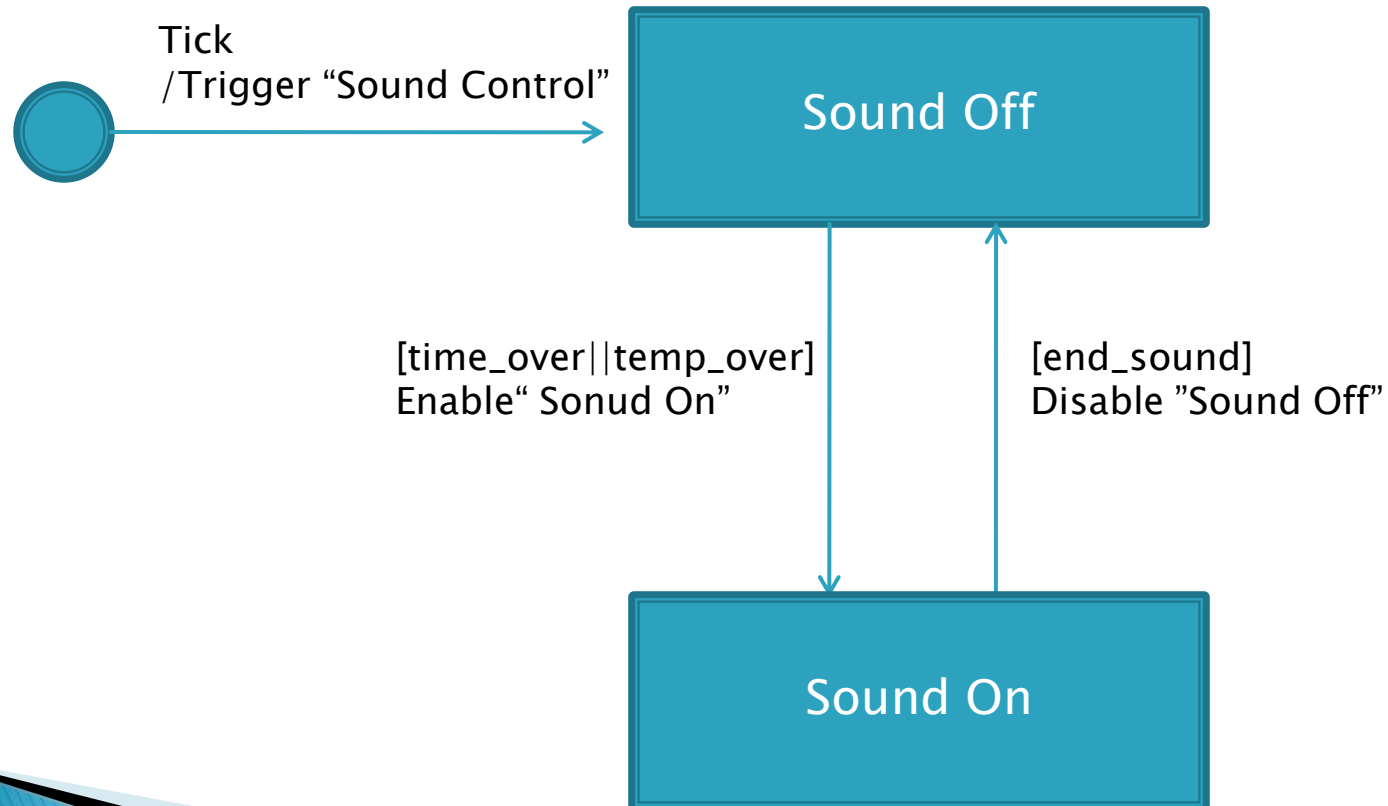 Tick
/Trigger “Sound Control”
Sound Off
[time_over||temp_over]
Enable“ Sonud On”
[end_sound]
Disable ”Sound Off”
Sound On